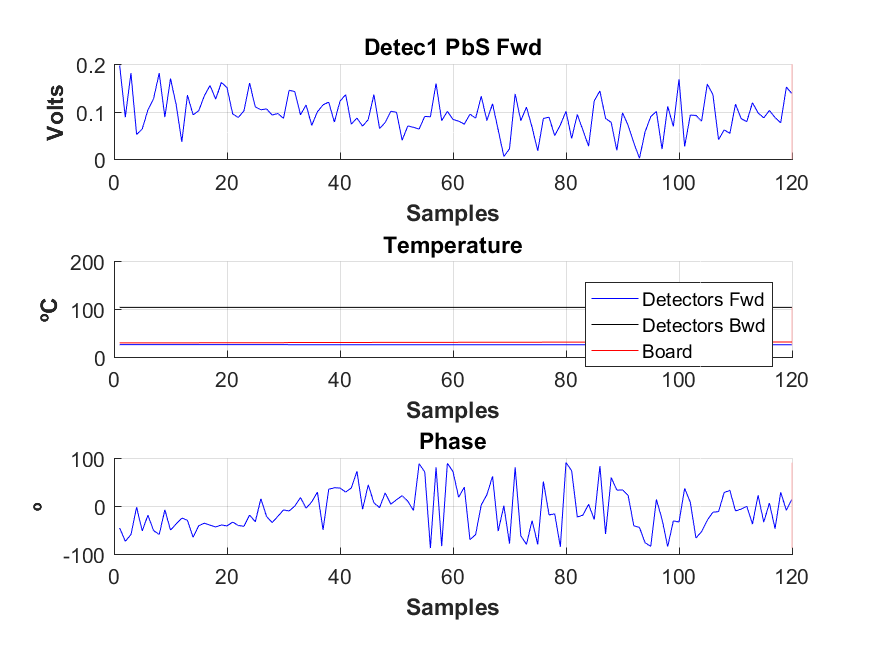 Detec1 PbS Fwd
Volts
0.2
0.1
0
0 20 40 60 80 100 120
Samples
Temperature
ºC
200
100
0
Detectors Fwd
Detectors Bwd
Board
0 20 40 60 80 100 120
Samples
Phase
º
100
0
-100
0 20 40 60 80 100 120
Samples